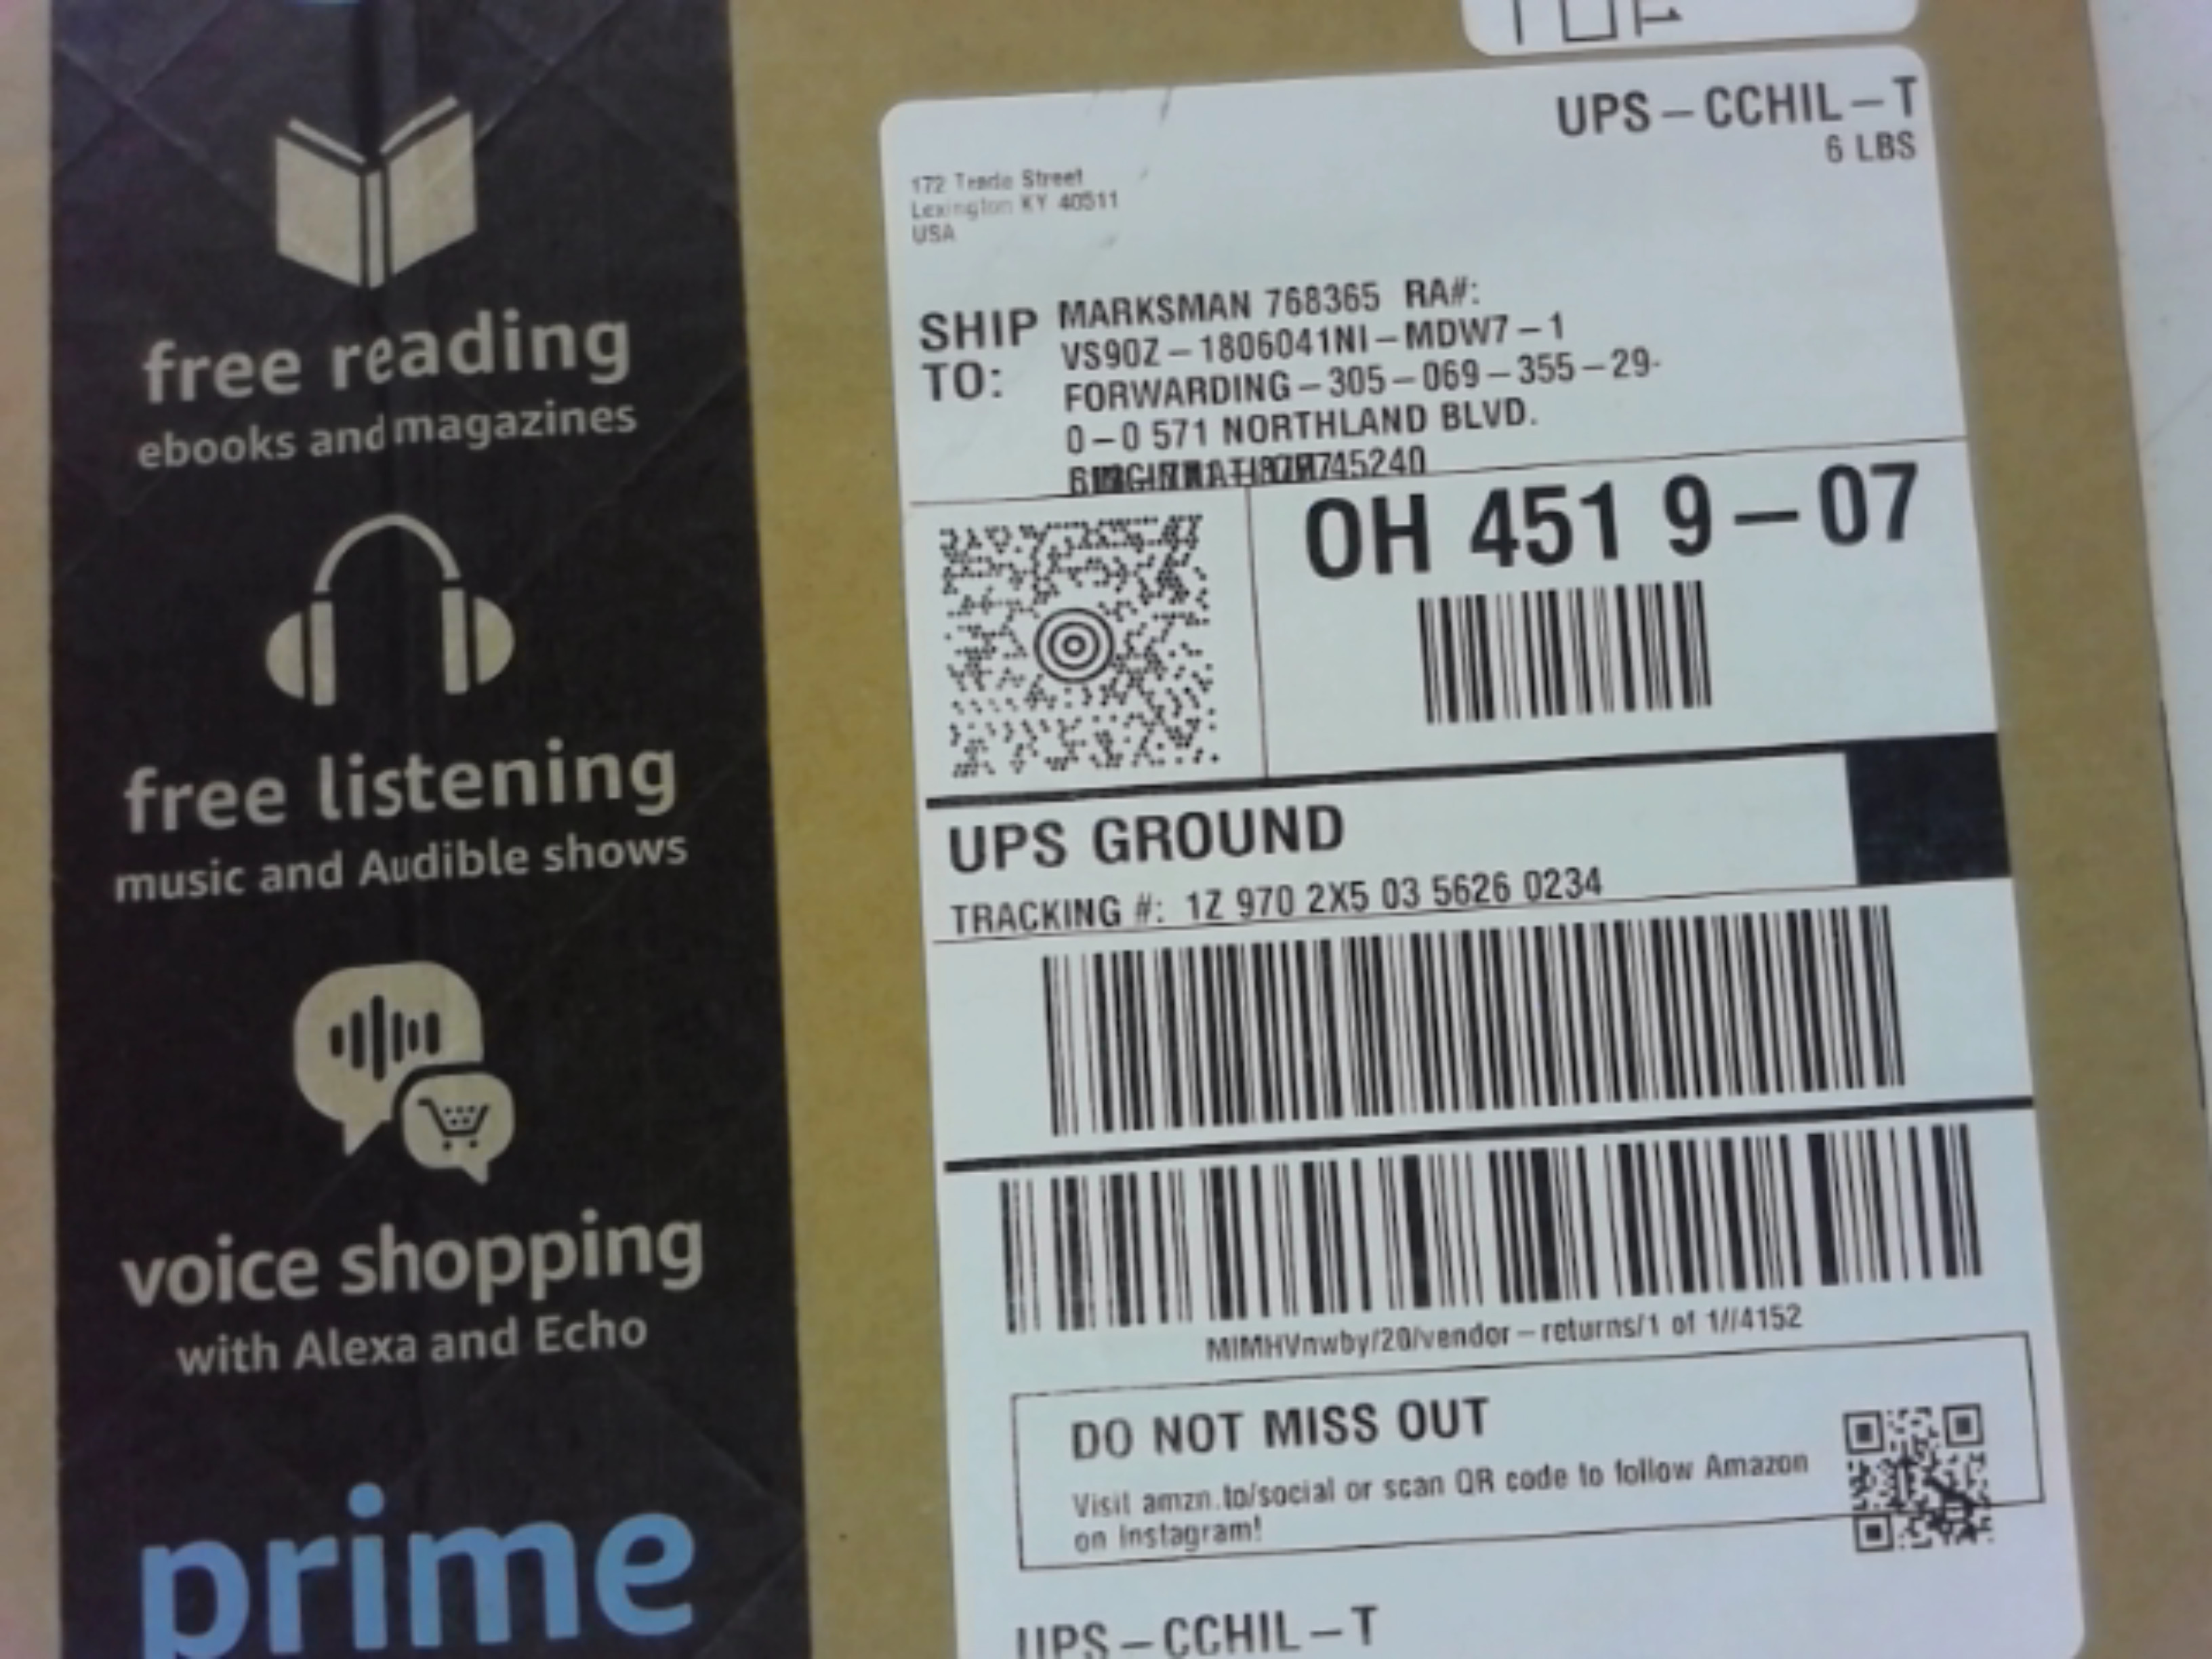 free reading
ebooks and magazines
free listening
music and Audible shows
voice shopping
with Alexa and Echo
prime
UPS-CCHIL-T
6 LBS
172 Trade Street
Lexington KY 40511
USA
SHIP TO:
MARKSMAN 768365 RA#:
VS90Z-1806041NI-MDW7-1
FORWARDING-305-069-355-29-
0-0 571 NORTHLAND BLVD.
45240
OH 451 9-07
UPS GROUND
TRACKING #: 1Z 970 2X5 03 5626 0234
MIMHVnwby/20/vendor-returns/1 of 1//4152
DO NOT MISS OUT
Visit amzn.to/social or scan QR code to follow Amazon
on Instagram!
UPS-CCHIL-T